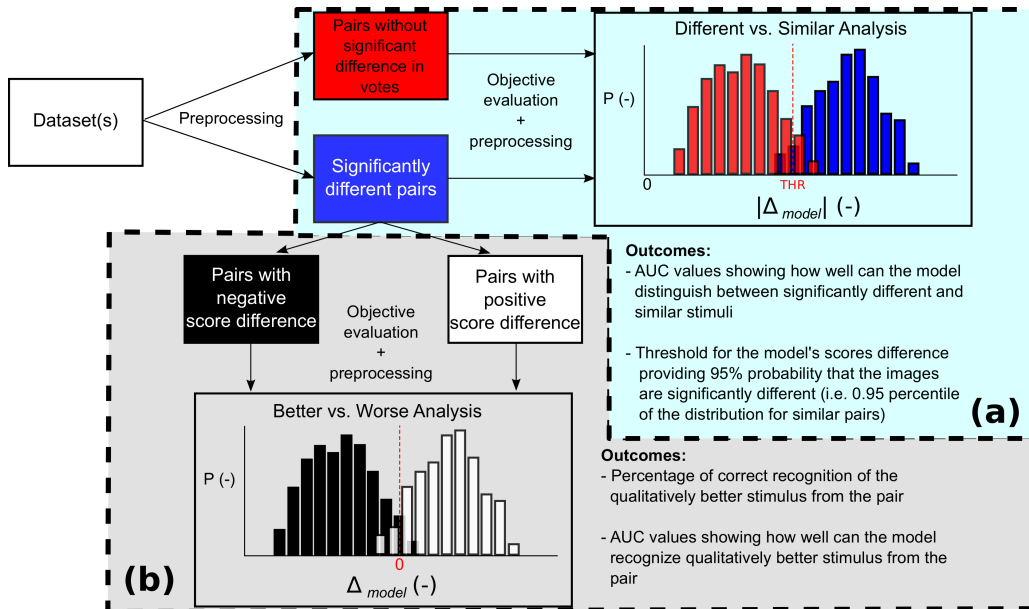 Dataset(s)
Preprocessing
Pairs without
significant
difference in
votes
Significantly
different pairs
Objective
evaluation
+
preprocessing
Different vs. Similar Analysis
P (-)
0
THR
|Δ model| (-)
Outcomes:
- AUC values showing how well can the model
distinguish between significantly different and
similar stimuli
- Threshold for the model's scores difference
providing 95% probability that the images
are significantly different (i.e. 0.95 percentile
of the distribution for similar pairs)
(a)
Pairs with
negative
score difference
Objective
evaluation
+
preprocessing
Pairs with
positive
score difference
Better vs. Worse Analysis
P (-)
0
Δ model (-)
(b)
Outcomes:
- Percentage of correct recognition of the
qualitatively better stimulus from the pair
- AUC values showing how well can the model
recognize qualitatively better stimulus from the
pair